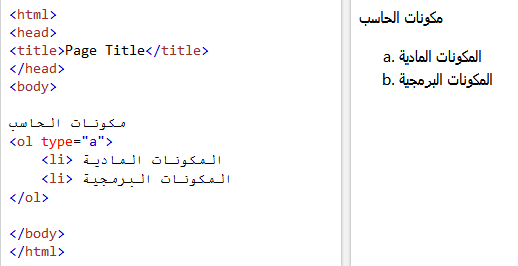 <html>
<head>
<title>Page Title</title>
</head>
<body>
مكونات الحاسب
<ol type="a">
<li> المكونات المادية
<li> المكونات البرمجية
</ol>
</body>
</html>
مكونات الحاسب
a. المكونات المادية
b. المكونات البرمجية